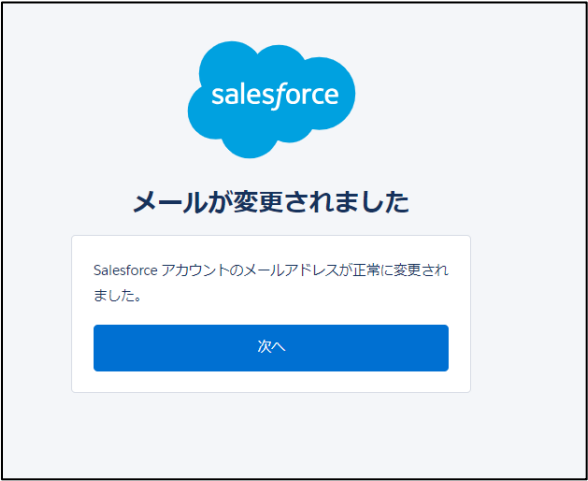 salesforce
メールが変更されました
Salesforce アカウントのメールアドレスが正常に変更され
ました。
次へ